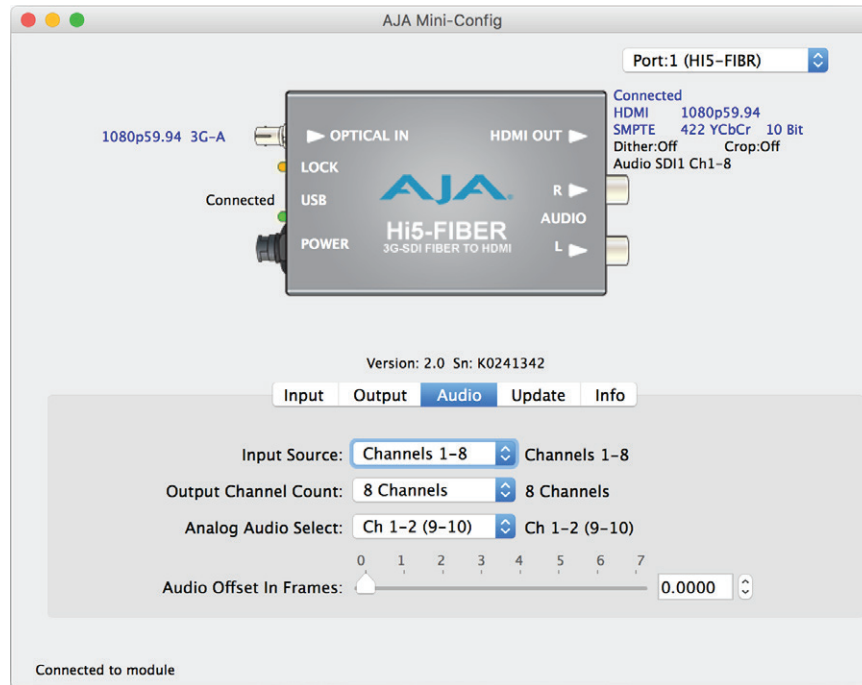 AJA Mini-Config
Port:1 (HI5-FIBR)
Connected
HDMI 1080p59.94
SMPTE 422 YCbCr 10 Bit
Dither:Off Crop:Off
Audio SDI1 Ch1-8
1080p59.94 3G-A
OPTICAL IN
HDMI OUT
LOCK
Connected
USB
AJA
R
AUDIO
L
POWER
Hi5-FIBER
3G-SDI FIBER TO HDMI
Version: 2.0 Sn: K0241342
Input Output Audio Update Info
Input Source: Channels 1-8 Channels 1-8
Output Channel Count: 8 Channels 8 Channels
Analog Audio Select: Ch 1-2 (9-10) Ch 1-2 (9-10)
0 1 2 3 4 5 6 7
Audio Offset In Frames: 0.0000
Connected to module